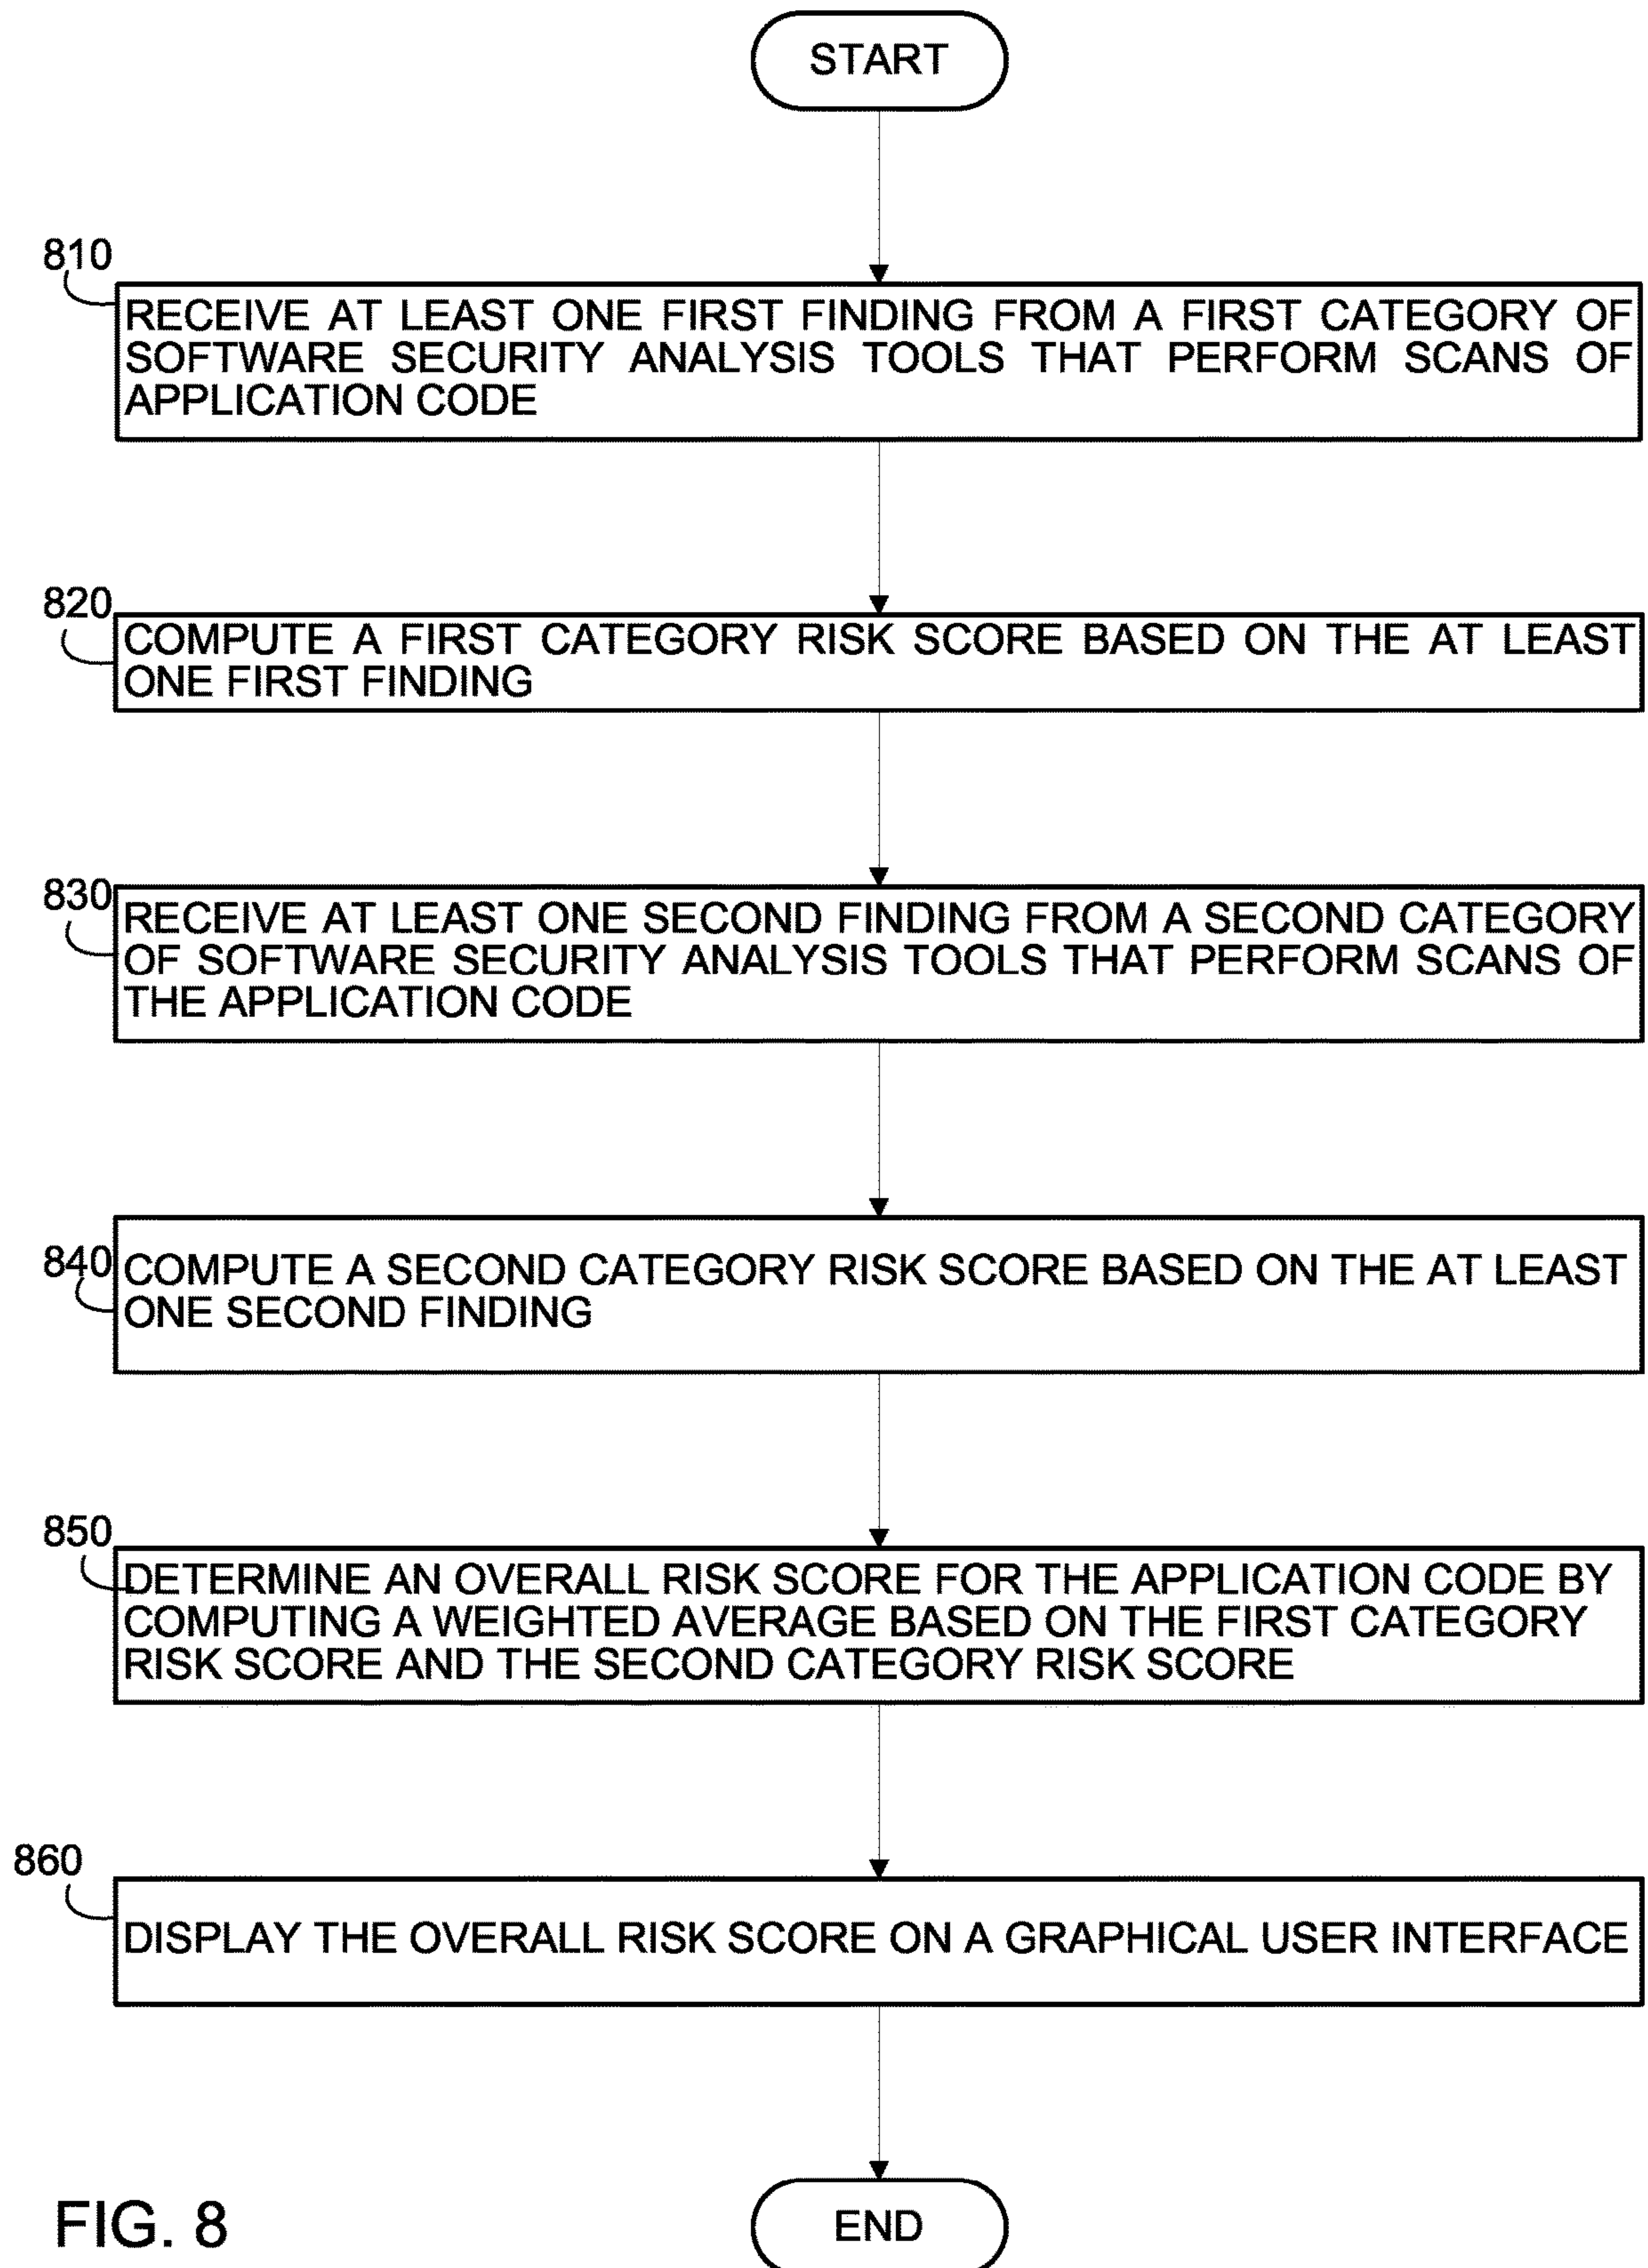 START
810
RECEIVE AT LEAST ONE FIRST FINDING FROM A FIRST CATEGORY OF
SOFTWARE SECURITY ANALYSIS TOOLS THAT PERFORM SCANS OF
APPLICATION CODE
820
COMPUTE A FIRST CATEGORY RISK SCORE BASED ON THE AT LEAST
ONE FIRST FINDING
830
RECEIVE AT LEAST ONE SECOND FINDING FROM A SECOND CATEGORY
OF SOFTWARE SECURITY ANALYSIS TOOLS THAT PERFORM SCANS OF
THE APPLICATION CODE
840
COMPUTE A SECOND CATEGORY RISK SCORE BASED ON THE AT LEAST
ONE SECOND FINDING
850
DETERMINE AN OVERALL RISK SCORE FOR THE APPLICATION CODE BY
COMPUTING A WEIGHTED AVERAGE BASED ON THE FIRST CATEGORY
RISK SCORE AND THE SECOND CATEGORY RISK SCORE
860
DISPLAY THE OVERALL RISK SCORE ON A GRAPHICAL USER INTERFACE
END
FIG. 8